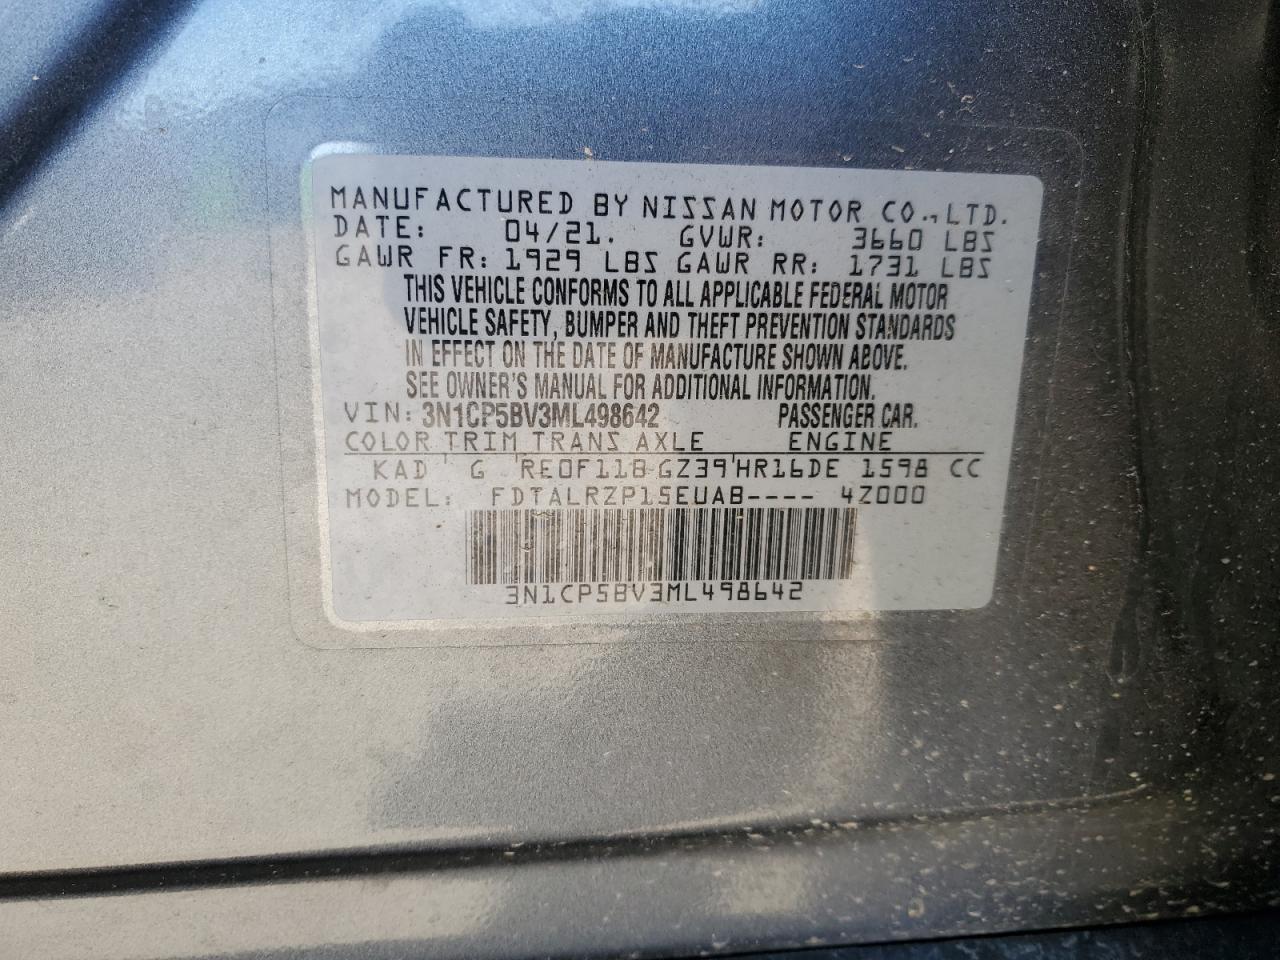 MANUFACTURED BY NISSAN MOTOR CO., LTD.
DATE: 04/21. GVWR: 3660 LBS
GAWR FR: 1929 LBS GAWR RR: 1731 LBS
THIS VEHICLE CONFORMS TO ALL APPLICABLE FEDERAL MOTOR
VEHICLE SAFETY, BUMPER AND THEFT PREVENTION STANDARDS
IN EFFECT ON THE DATE OF MANUFACTURE SHOWN ABOVE.
SEE OWNER'S MANUAL FOR ADDITIONAL INFORMATION.
VIN: 3N1CP5BV3ML498642 PASSENGER CAR.
COLOR TRIM TRANS AXLE ENGINE
KAD G RE0F11B GZ39 HR16DE 1598 CC
MODEL: FDTALRZP15EUAB---- 4Z000
3N1CP5BV3ML498642